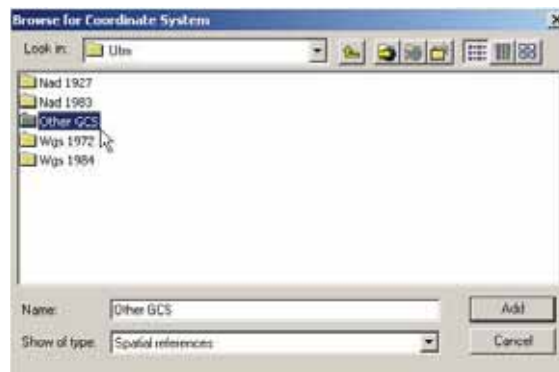 Browse for Coordinate System
Look in: Utm
Nad 1927
Nad 1983
Other GCS
Wgs 1972
Wgs 1984
Name: Other GCS Add
Show of type: Spatial references Cancel